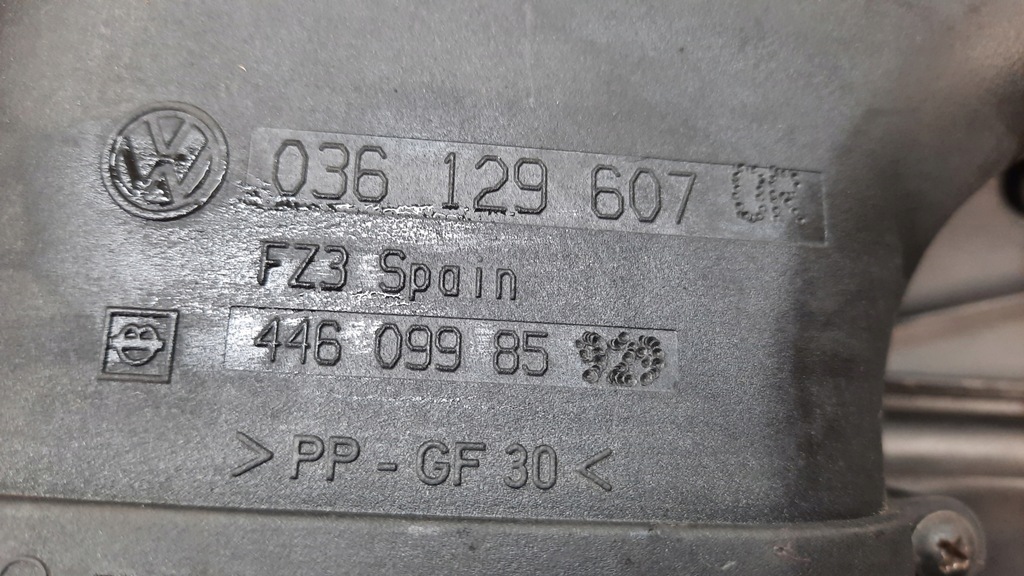 036 129 607
FZ3 Spain
446 099 85
> PP - GF 30 <